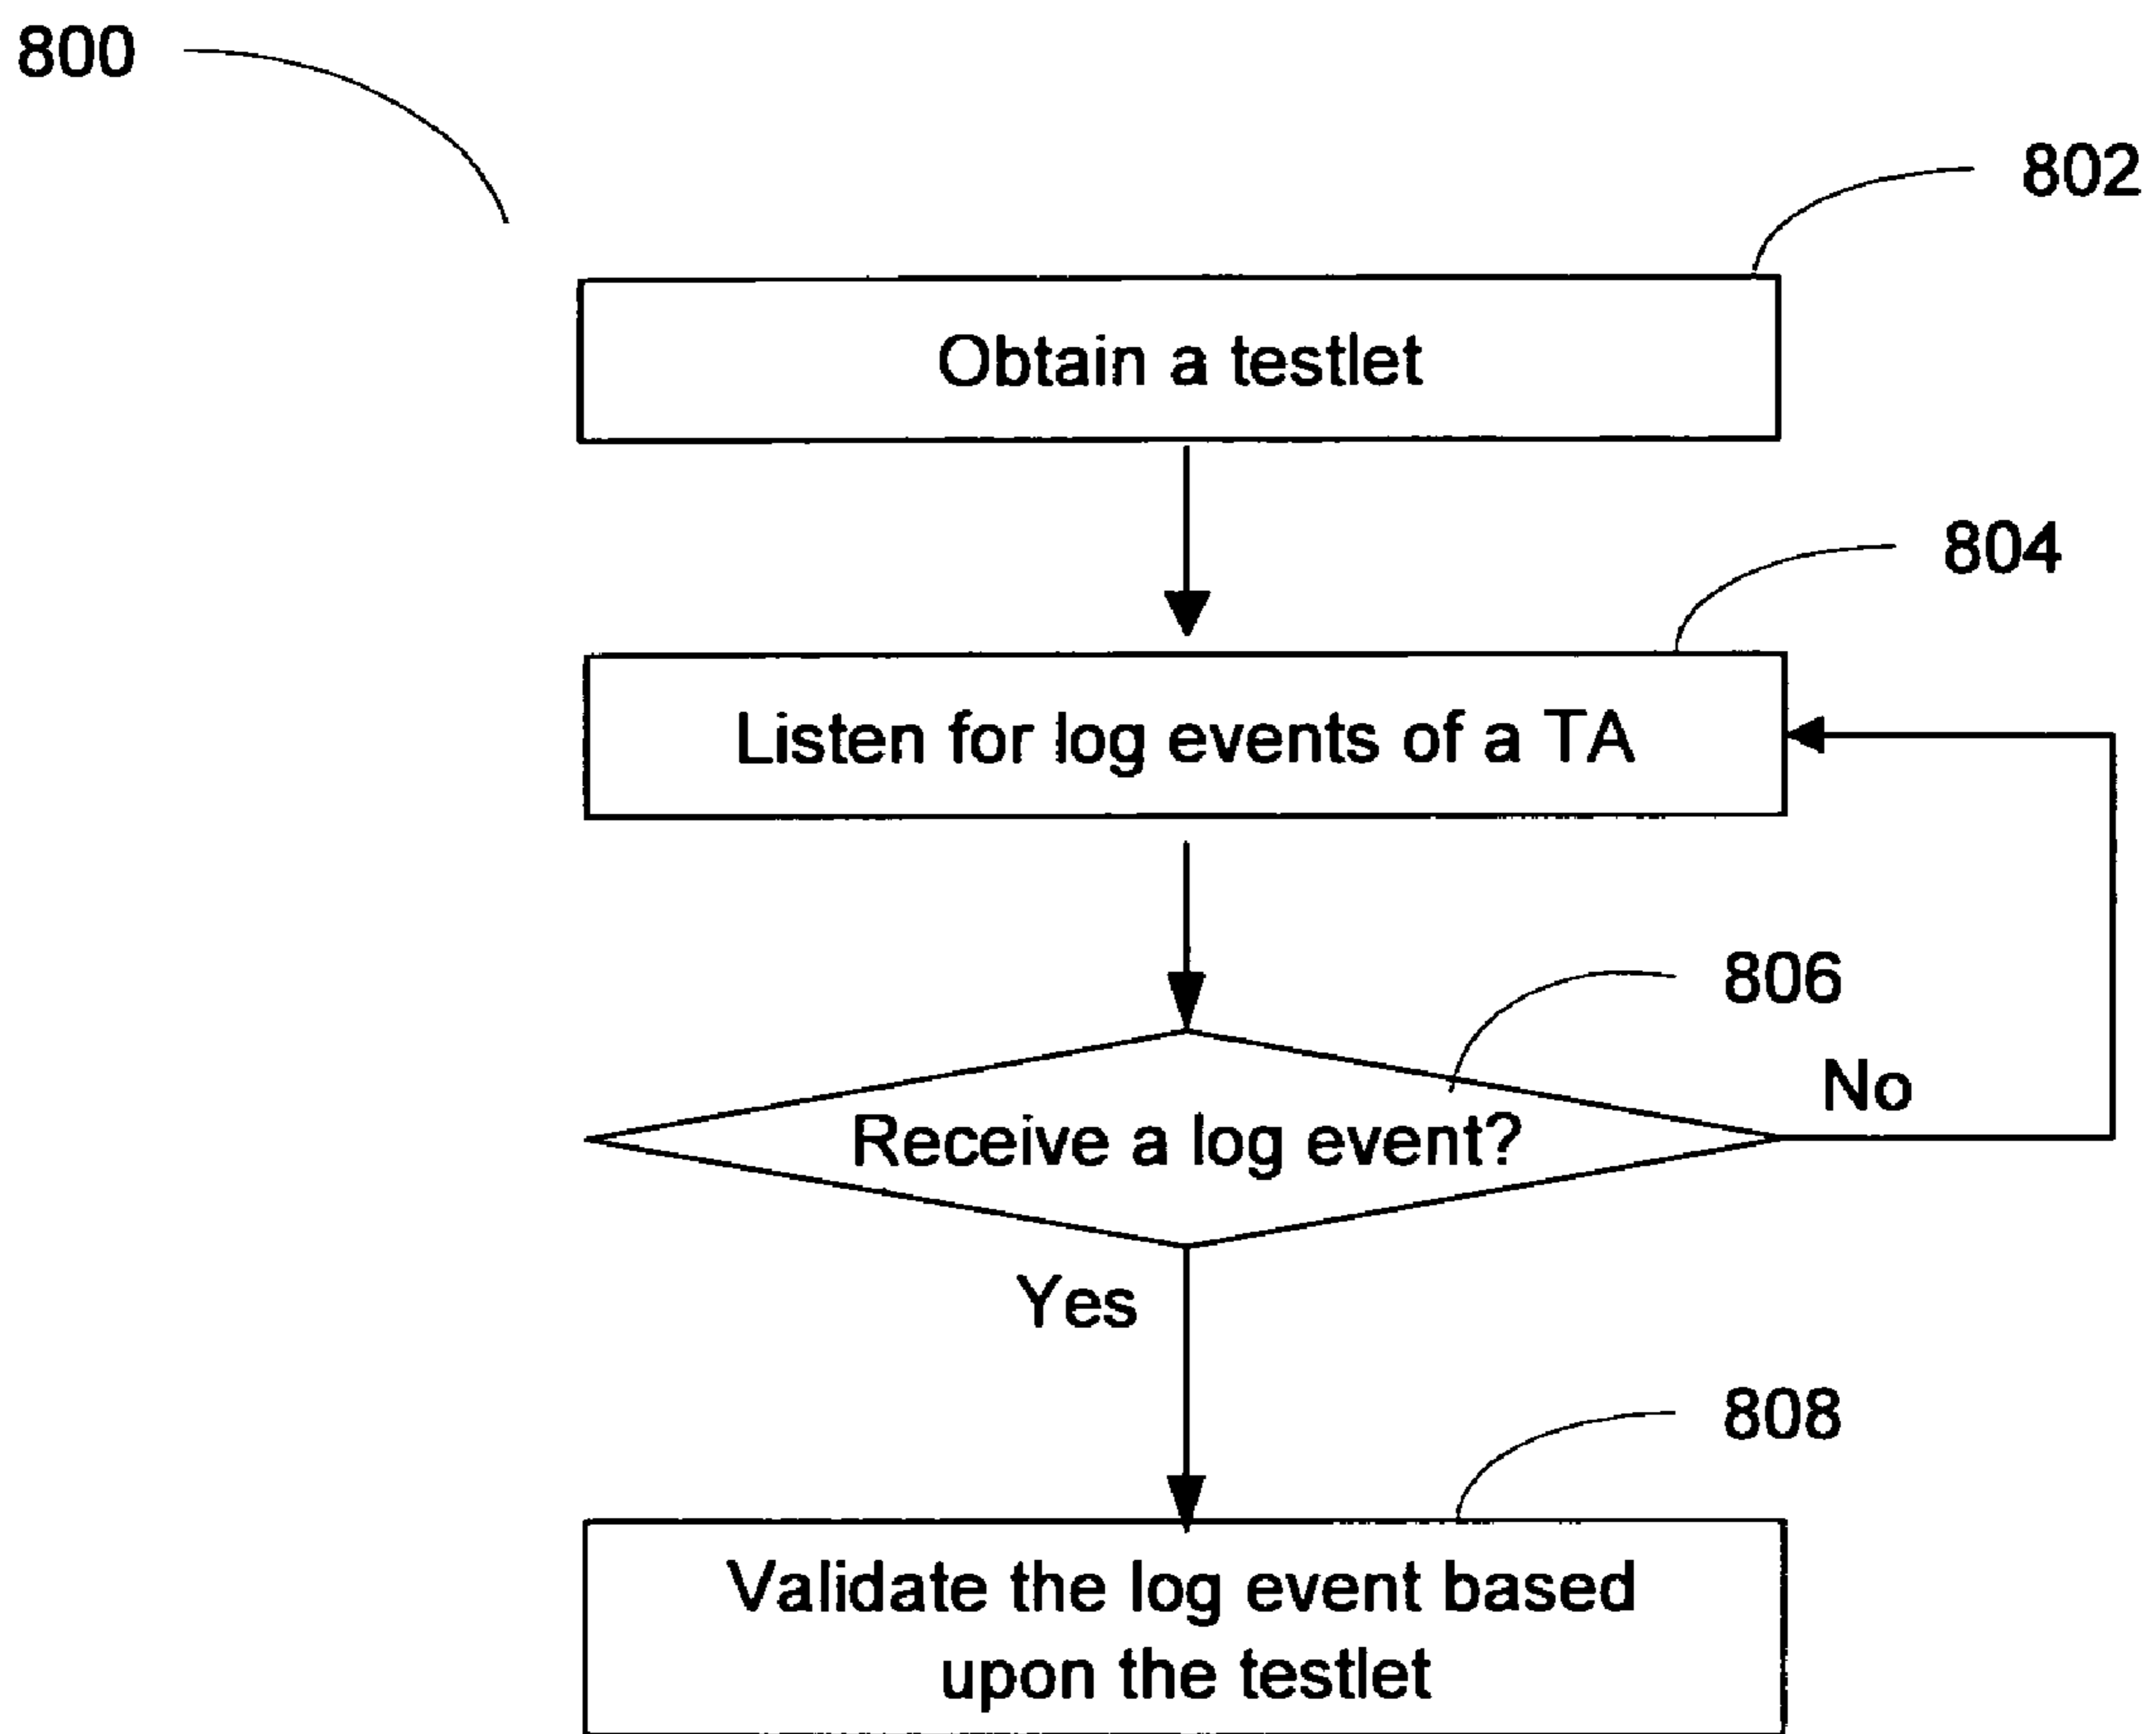 800
802
Obtain a testlet
804
Listen for log events of a TA
806
No
Receive a log event?
Yes
808
Validate the log event based
upon the testlet